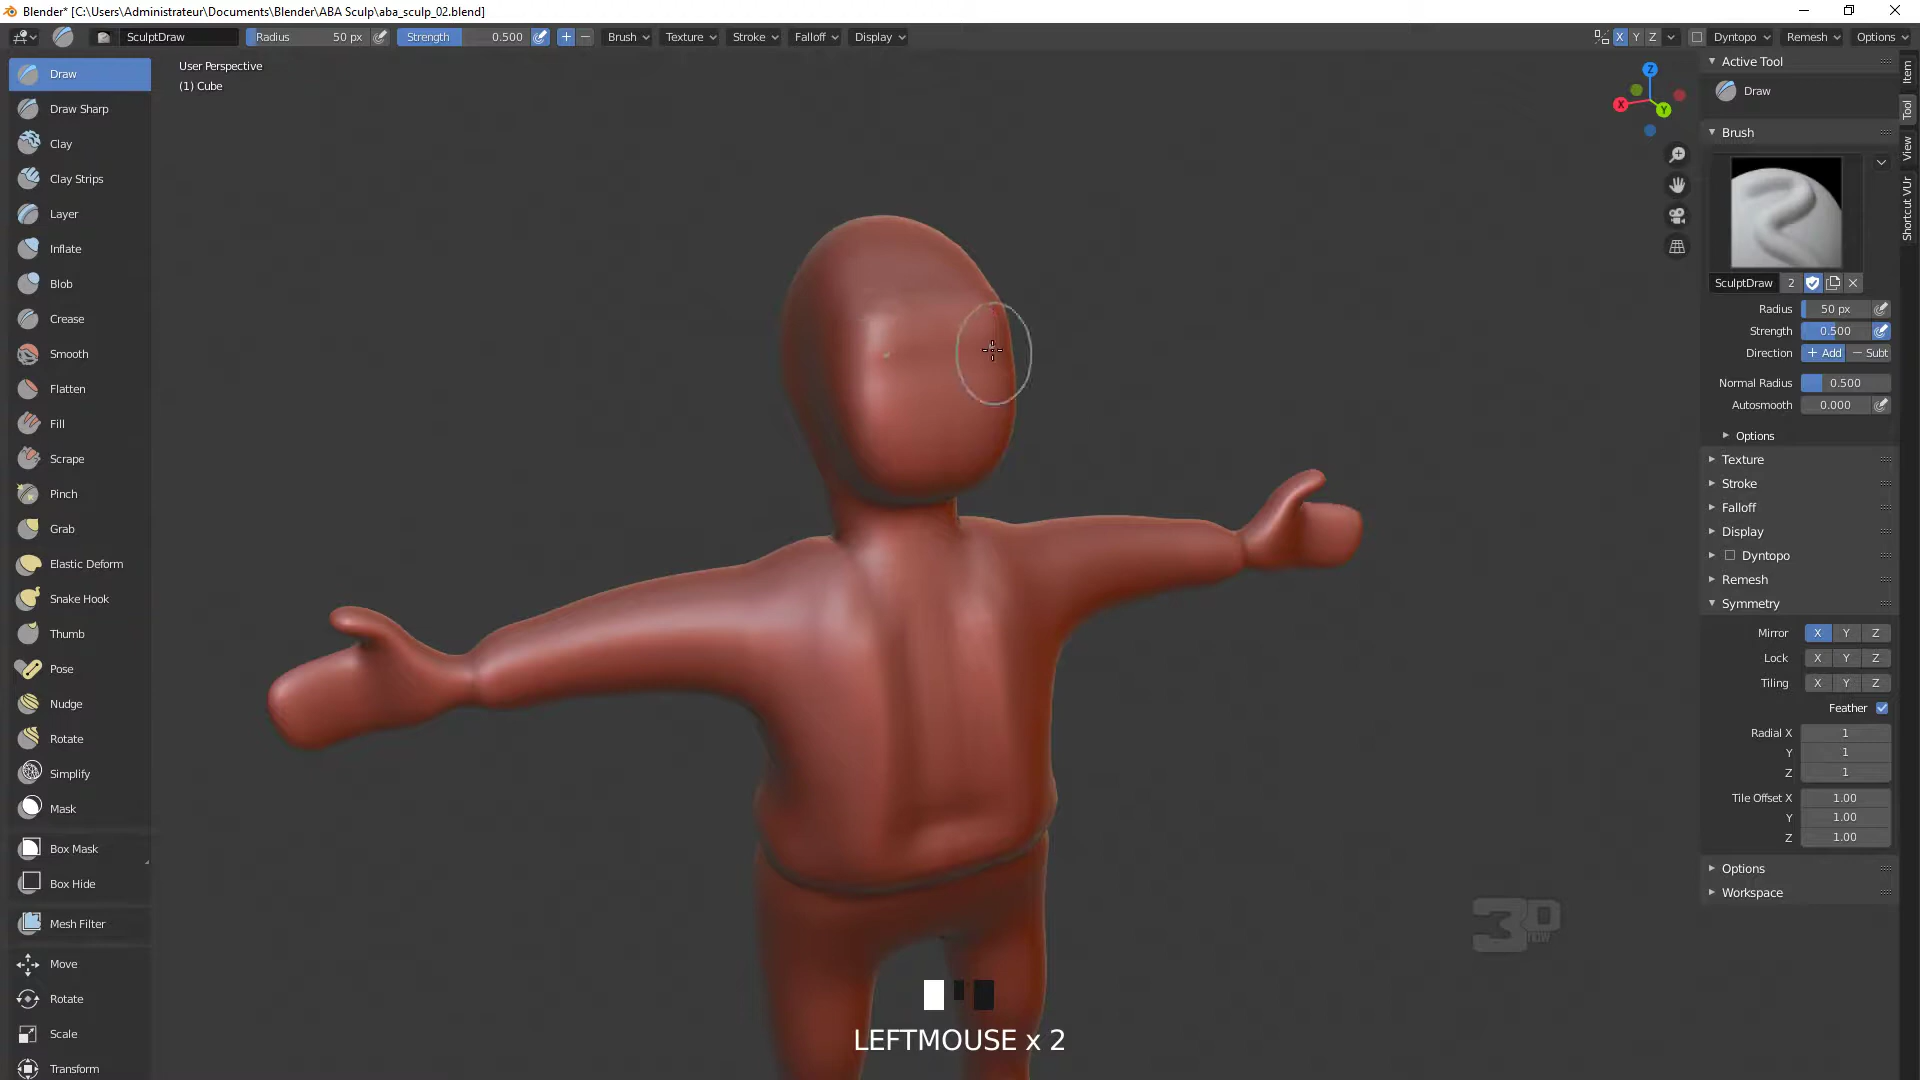 Blender* [C:\Users\Administrateur\Documents\Blender\ABA Sculp\aba_sculp_02.blend]
SculptDraw Radius 50 px Strength 0.500 + − Brush Texture Stroke Falloff Display X Y Z Dyntopo Remesh Options
Draw
Draw Sharp
Clay
Clay Strips
Layer
Inflate
Blob
Crease
Smooth
Flatten
Fill
Scrape
Pinch
Grab
Elastic Deform
Snake Hook
Thumb
Pose
Nudge
Rotate
Simplify
Mask
Box Mask
Box Hide
Mesh Filter
Move
Rotate
Scale
Transform
User Perspective
(1) Cube
Z
X
Y
LEFTMOUSE x 2
3D
now
Active Tool
Draw
Brush
SculptDraw 2
Radius 50 px
Strength 0.500
Direction + Add − Subt
Normal Radius 0.500
Autosmooth 0.000
Options
Texture
Stroke
Falloff
Display
Dyntopo
Remesh
Symmetry
Mirror X Y Z
Lock X Y Z
Tiling X Y Z
Feather
Radial X 1
Y 1
Z 1
Tile Offset X 1.00
Y 1.00
Z 1.00
Options
Workspace
Item
Tool
View
Shortcut VUr